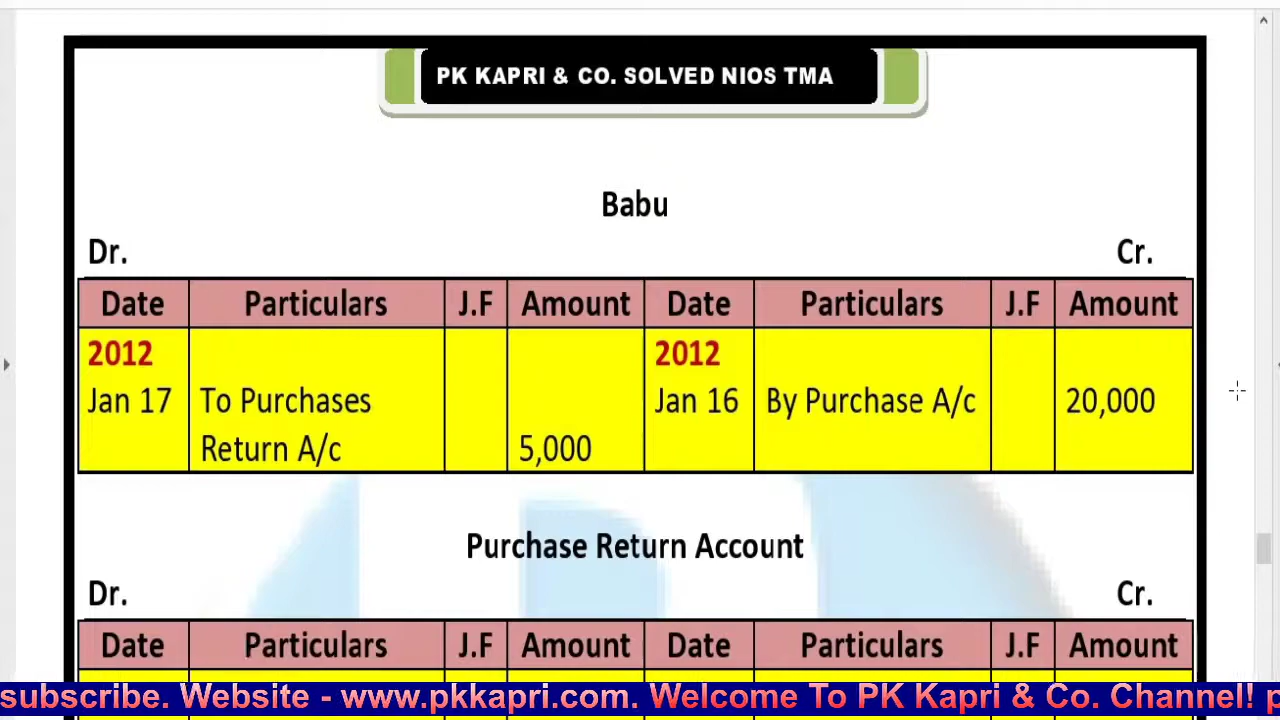 PK KAPRI & CO. SOLVED NIOS TMA
Babu
Dr. Cr.
Date Particulars J.F Amount Date Particulars J.F Amount
2012 2012
Jan 17 To Purchases Jan 16 By Purchase A/c 20,000
Return A/c 5,000
Purchase Return Account
Dr. Cr.
Date Particulars J.F Amount Date Particulars J.F Amount
subscribe. Website - www.pkkapri.com. Welcome To PK Kapri & Co. Channel! p